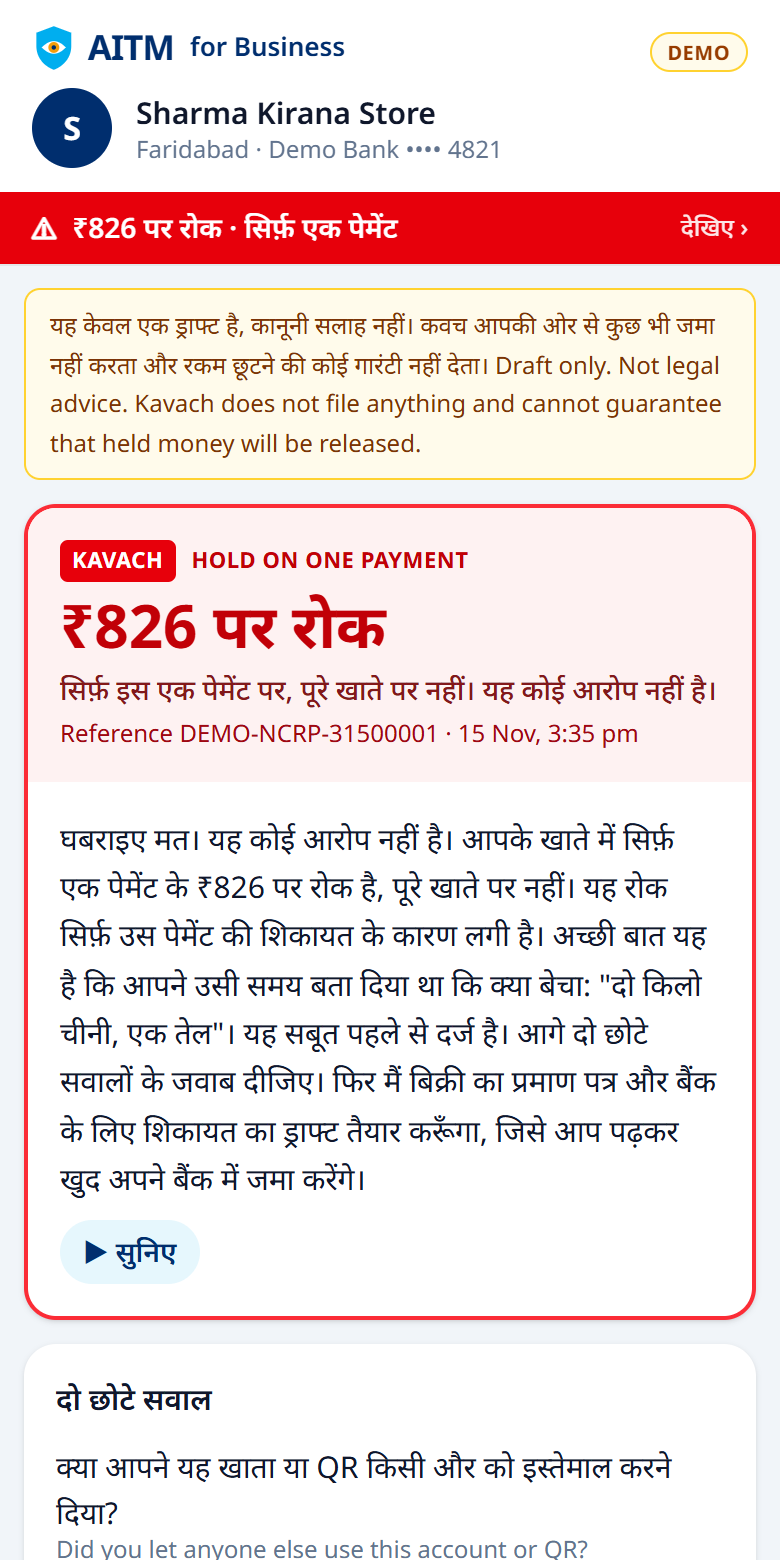 AITM for Business
DEMO
S
Sharma Kirana Store
Faridabad · Demo Bank •••• 4821
⚠ ₹826 पर रोक · सिर्फ़ एक पेमेंट
देखिए ›
यह केवल एक ड्राफ्ट है, कानूनी सलाह नहीं। कवच आपकी ओर से कुछ भी जमा
नहीं करता और रकम छूटने की कोई गारंटी नहीं देता। Draft only. Not legal
advice. Kavach does not file anything and cannot guarantee
that held money will be released.
KAVACH HOLD ON ONE PAYMENT
₹826 पर रोक
सिर्फ़ इस एक पेमेंट पर, पूरे खाते पर नहीं। यह कोई आरोप नहीं है।
Reference DEMO-NCRP-31500001 · 15 Nov, 3:35 pm
घबराइए मत। यह कोई आरोप नहीं है। आपके खाते में सिर्फ़
एक पेमेंट के ₹826 पर रोक है, पूरे खाते पर नहीं। यह रोक
सिर्फ़ उस पेमेंट की शिकायत के कारण लगी है। अच्छी बात यह
है कि आपने उसी समय बता दिया था कि क्या बेचा: "दो किलो
चीनी, एक तेल"। यह सबूत पहले से दर्ज है। आगे दो छोटे
सवालों के जवाब दीजिए। फिर मैं बिक्री का प्रमाण पत्र और बैंक
के लिए शिकायत का ड्राफ्ट तैयार करूँगा, जिसे आप पढ़कर
खुद अपने बैंक में जमा करेंगे।
▶ सुनिए
दो छोटे सवाल
क्या आपने यह खाता या QR किसी और को इस्तेमाल करने
दिया?
Did you let anyone else use this account or QR?